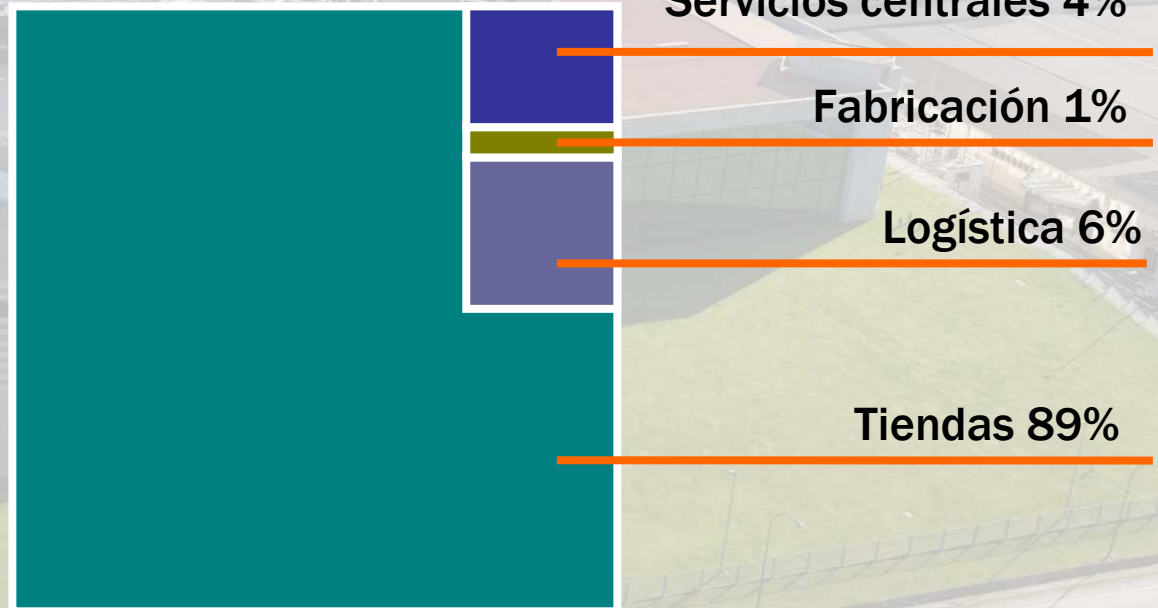 Servicios centrales 4%
Fabricación 1%
Logística 6%
Tiendas 89%